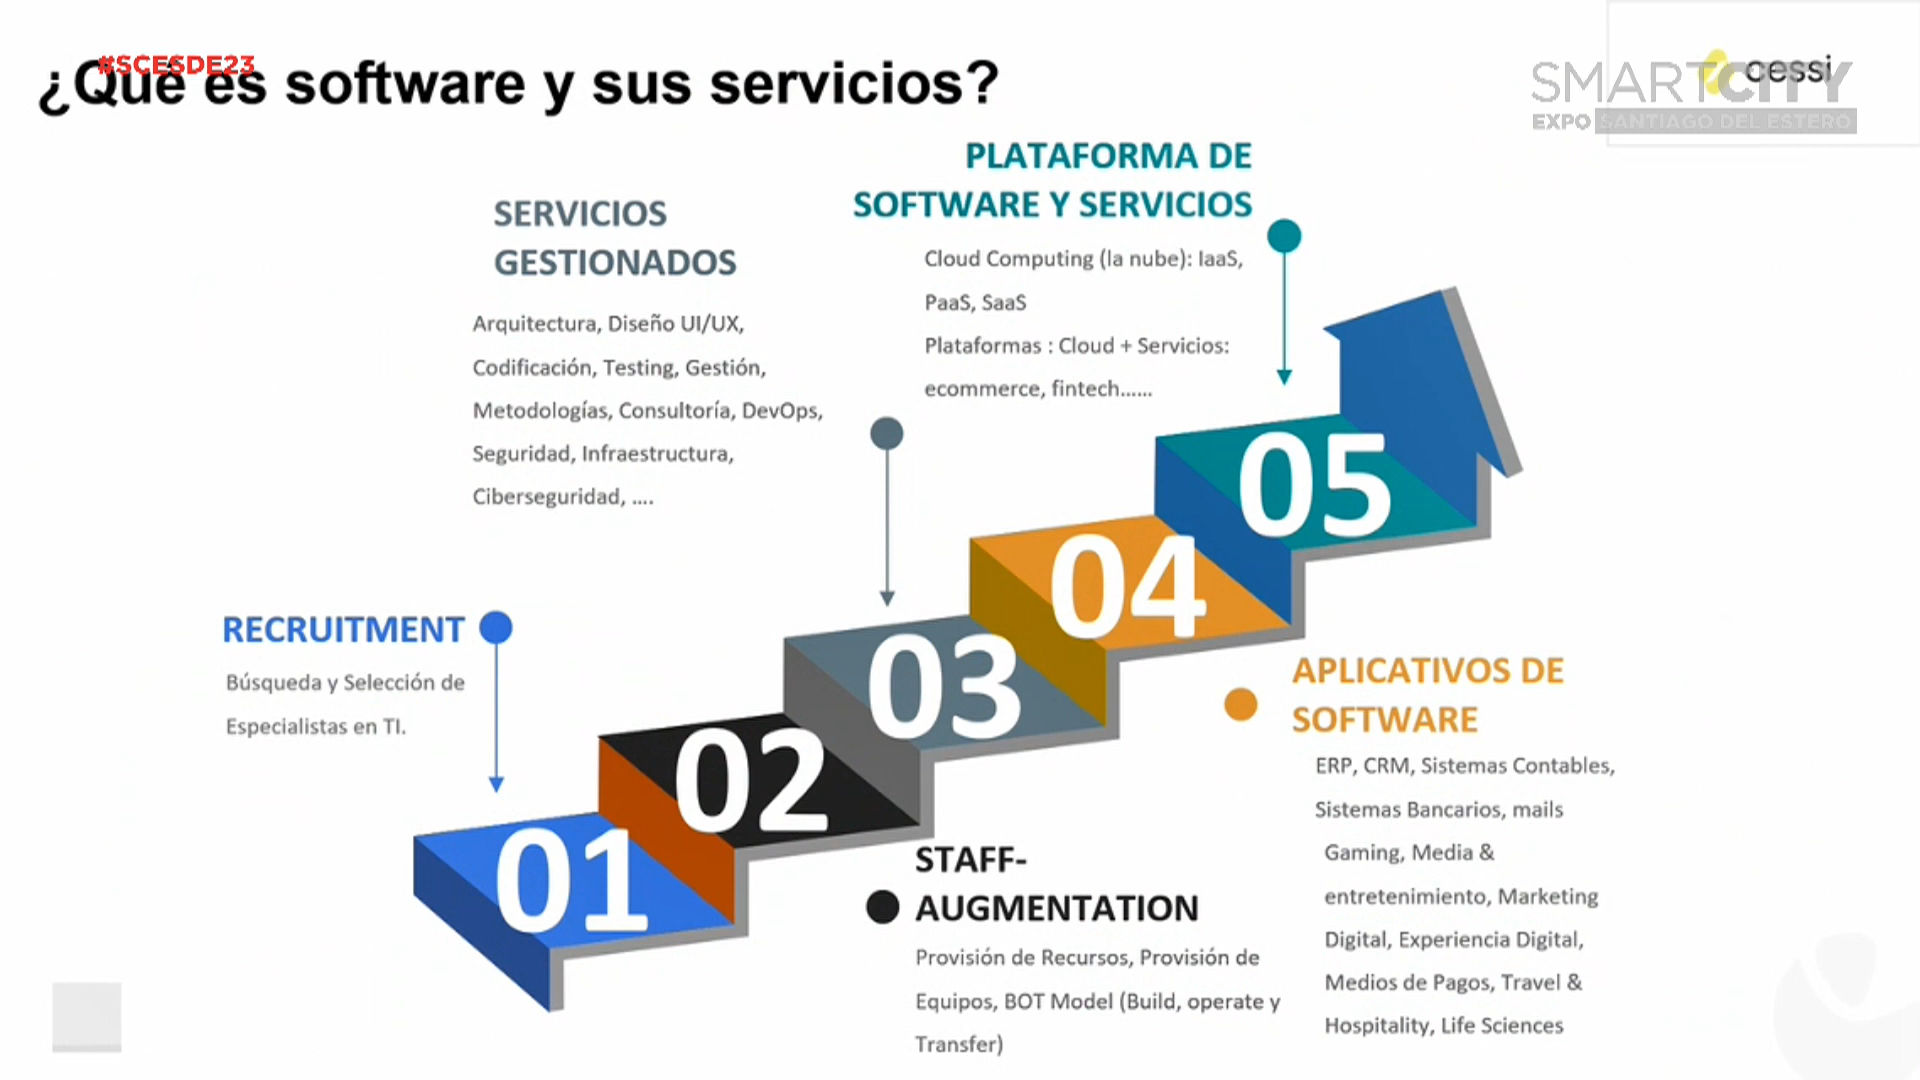 #SCESDE23
¿Qué es software y sus servicios?
cessi
SMARTCITY
EXPO SANTIAGO DEL ESTERO
PLATAFORMA DE
SOFTWARE Y SERVICIOS
Cloud Computing (la nube): IaaS,
PaaS, SaaS
Plataformas : Cloud + Servicios:
ecommerce, fintech......
SERVICIOS
GESTIONADOS
Arquitectura, Diseño UI/UX,
Codificación, Testing, Gestión,
Metodologías, Consultoría, DevOps,
Seguridad, Infraestructura,
Ciberseguridad, ....
RECRUITMENT
Búsqueda y Selección de
Especialistas en TI.
05
04
03
02
01
APLICATIVOS DE
SOFTWARE
ERP, CRM, Sistemas Contables,
Sistemas Bancarios, mails
Gaming, Media &
entretenimiento, Marketing
Digital, Experiencia Digital,
Medios de Pagos, Travel &
Hospitality, Life Sciences
STAFF-
AUGMENTATION
Provisión de Recursos, Provisión de
Equipos, BOT Model (Build, operate y
Transfer)